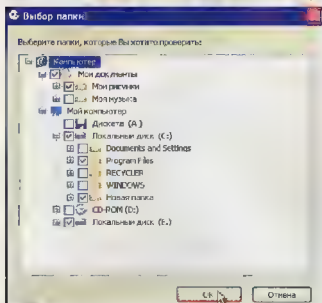 Выбор папки
Выберите папки, которые Вы хотите проверить:
Компьютер
Мои документы
Мои рисунки
Моя музыка
Мой компьютер
Дискета (A:)
Локальный диск (C:)
Documents and Settings
Program Files
RECYCLER
WINDOWS
Новая папка
CD-ROM (D:)
Локальный диск (E:)
Ok
Отмена